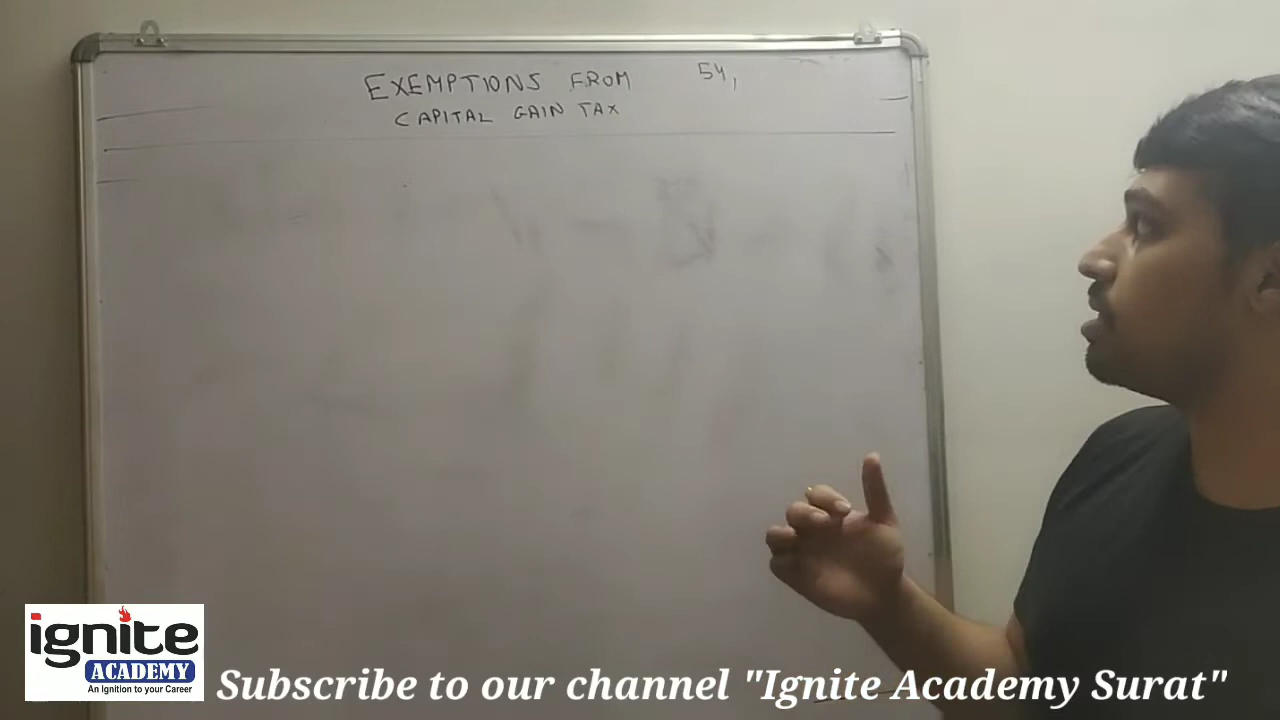 EXEMPTIONS FROM 54,
CAPITAL GAIN TAX
ignite
ACADEMY
An Ignition to your Career
Subscribe to our channel "Ignite Academy Surat"